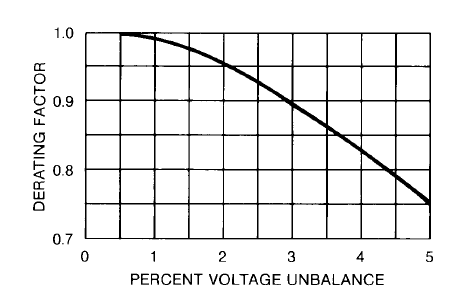 1.0
0.9
0.8
0.7
DERATING FACTOR
0 1 2 3 4 5
PERCENT VOLTAGE UNBALANCE